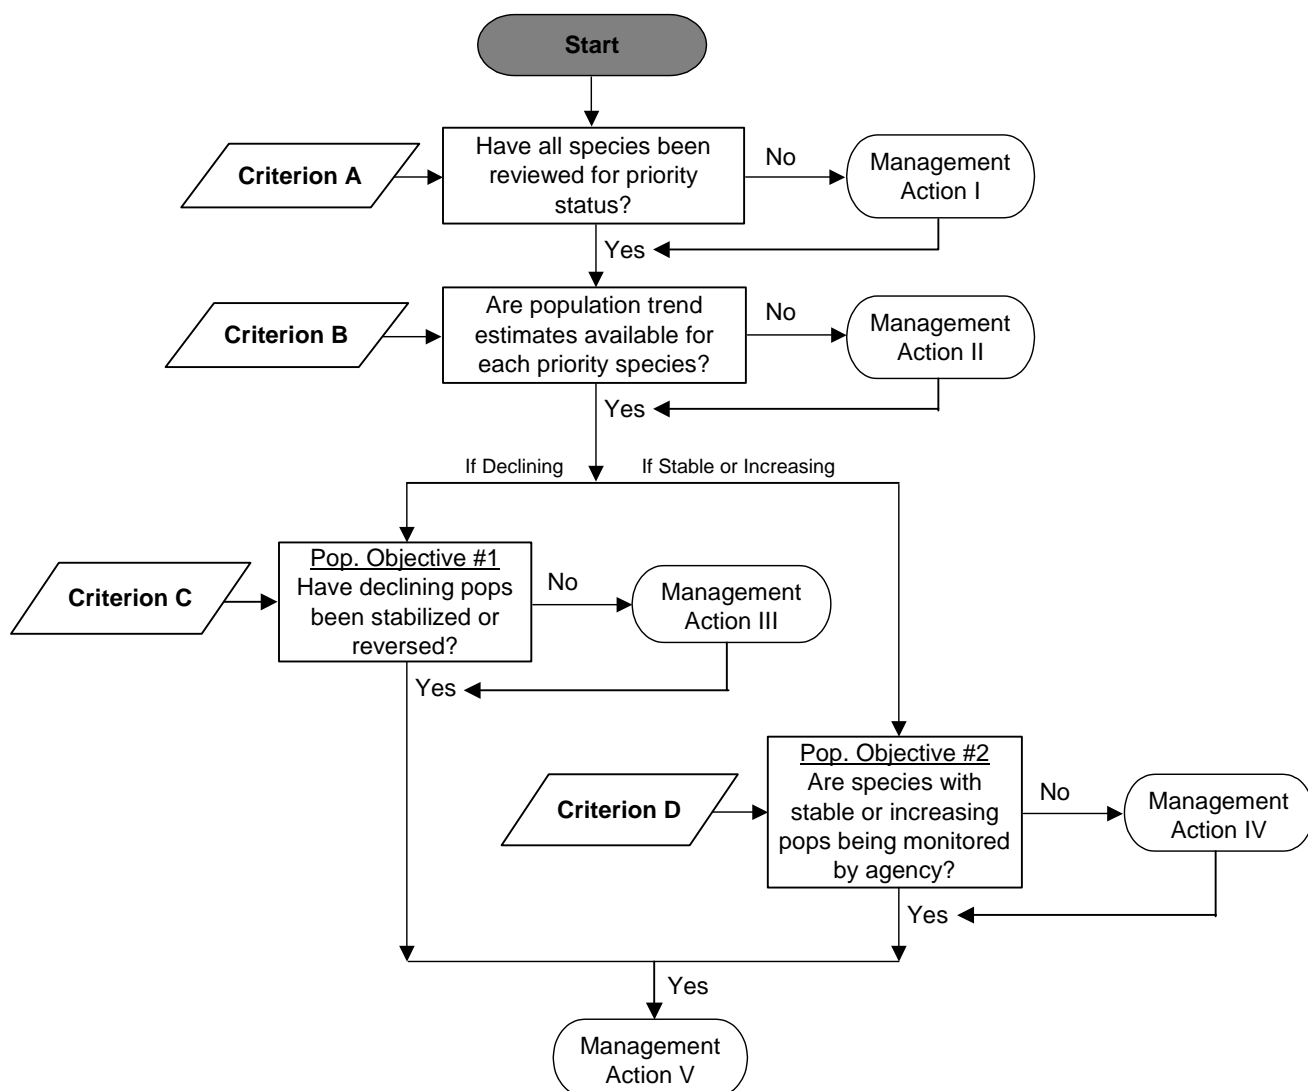 Start
Criterion A
Have all species been
reviewed for priority
status?
No
Management
Action I
Yes
Criterion B
Are population trend
estimates available for
each priority species?
No
Management
Action II
Yes
If Declining
If Stable or Increasing
Criterion C
Pop. Objective #1
Have declining pops
been stabilized or
reversed?
No
Management
Action III
Yes
Criterion D
Pop. Objective #2
Are species with
stable or increasing
pops being monitored
by agency?
No
Management
Action IV
Yes
Yes
Management
Action V